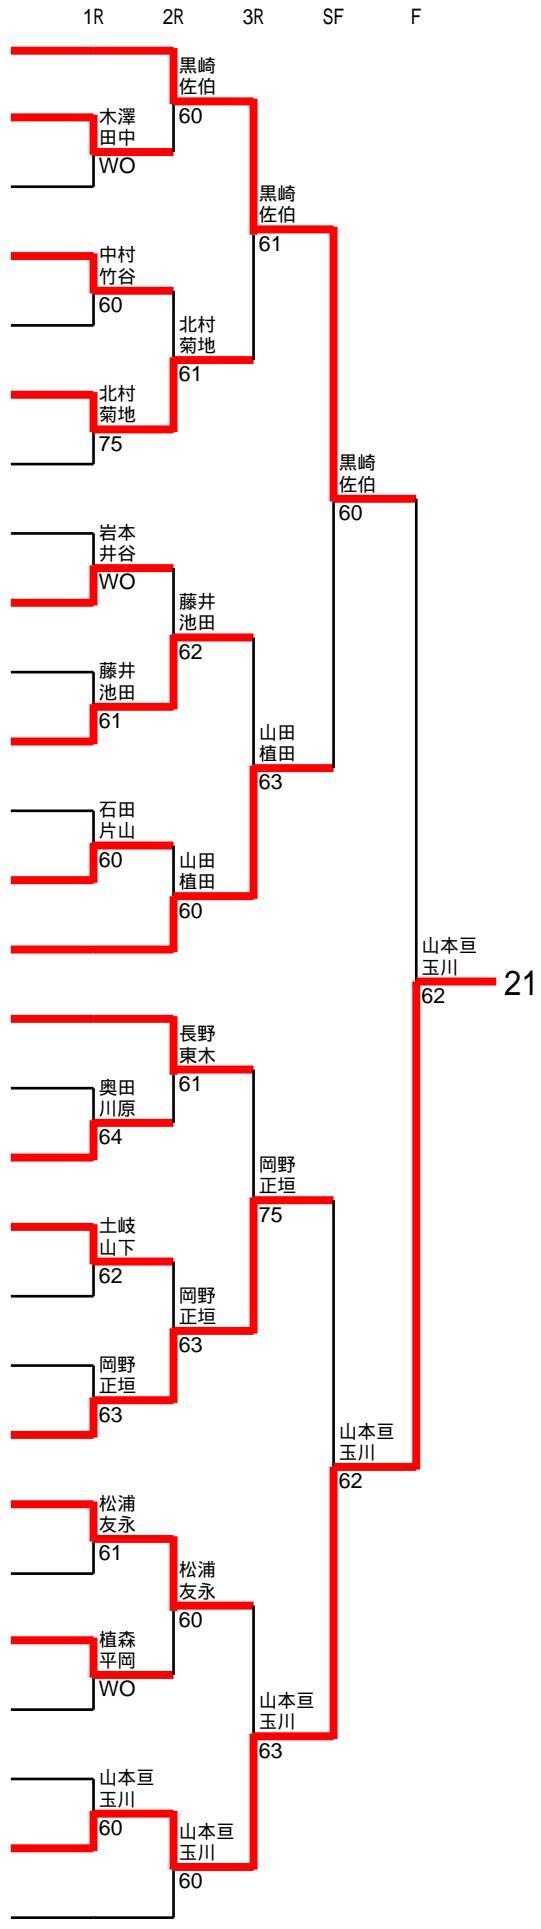 1R 2R 3R SF F
黒崎
佐伯
60
木澤
田中
WO
黒崎
佐伯
61
中村
竹谷
60
北村
菊地
61
北村
菊地
75
黒崎
佐伯
60
岩本
井谷
WO
藤井
池田
62
藤井
池田
61
山田
植田
63
石田
片山
60
山田
植田
60
山本亘
玉川
62
21
長野
東木
61
奥田
川原
64
岡野
正垣
75
土岐
山下
62
岡野
正垣
63
岡野
正垣
63
山本亘
玉川
62
松浦
友永
61
松浦
友永
60
植森
平岡
WO
山本亘
玉川
63
山本亘
玉川
60
山本亘
玉川
60